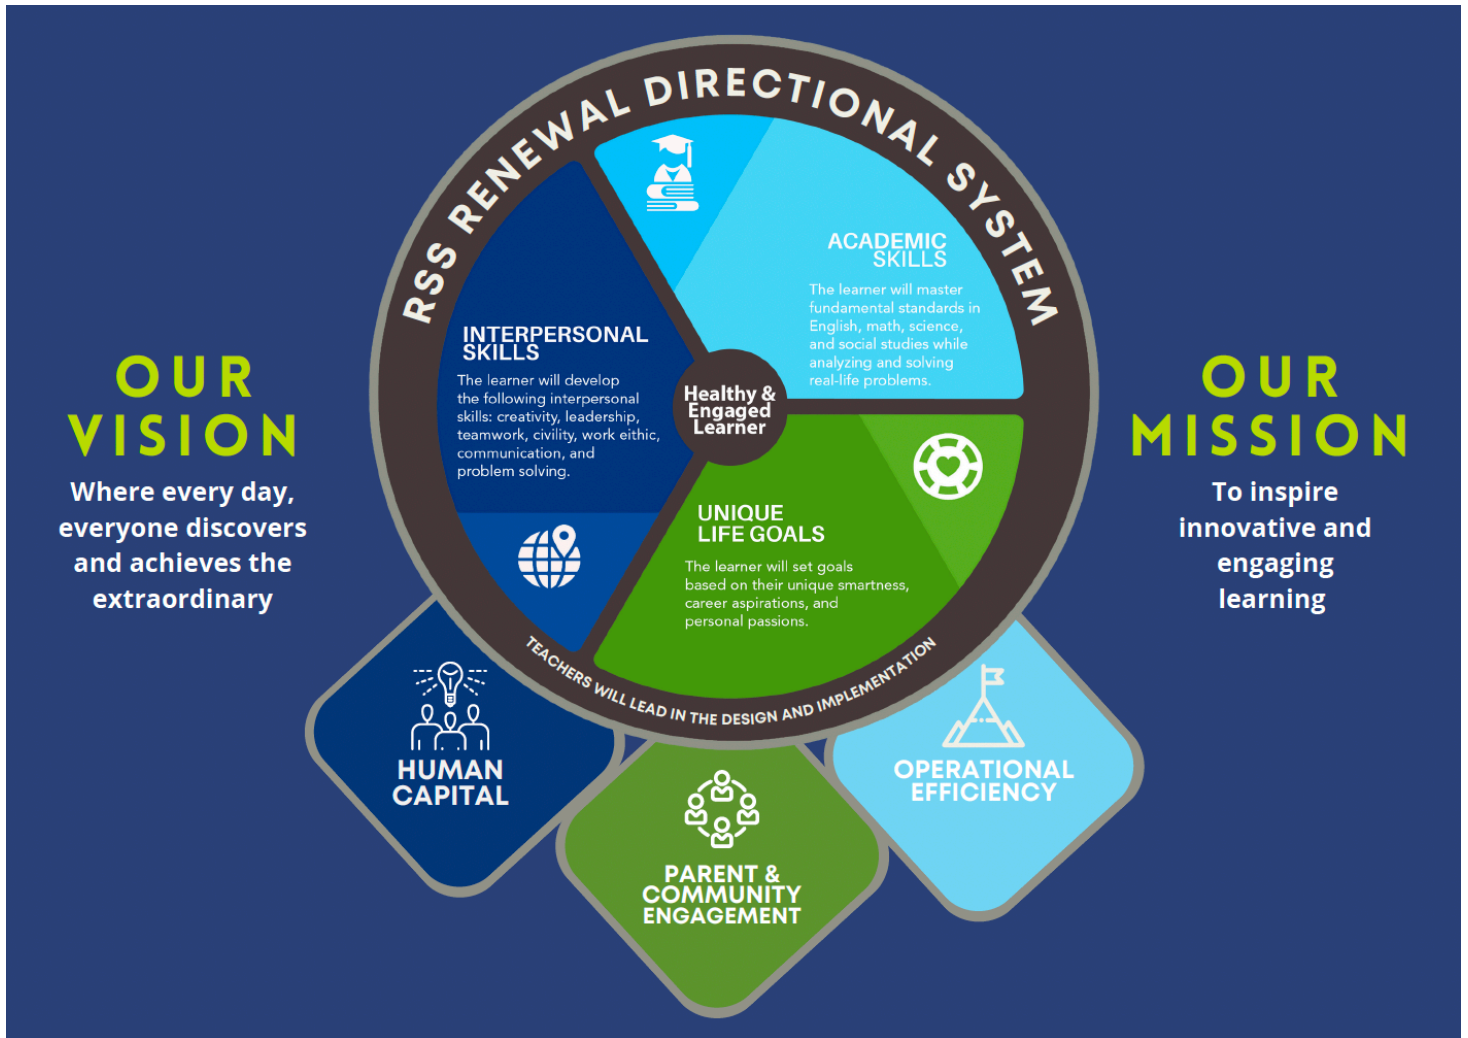 RSS RENEWAL DIRECTIONAL SYSTEM
ACADEMIC
SKILLS
The learner will master
fundamental standards in
English, math, science,
and social studies while
analyzing and solving
real-life problems.
INTERPERSONAL
SKILLS
The learner will develop
the following interpersonal
skills: creativity, leadership,
teamwork, civility, work eithic,
communication, and
problem solving.
Healthy &
Engaged
Learner
UNIQUE
LIFE GOALS
The learner will set goals
based on their unique smartness,
career aspirations, and
personal passions.
TEACHERS WILL LEAD IN THE DESIGN AND IMPLEMENTATION
OUR
VISION
Where every day,
everyone discovers
and achieves the
extraordinary
OUR
MISSION
To inspire
innovative and
engaging
learning
HUMAN
CAPITAL
PARENT &
COMMUNITY
ENGAGEMENT
OPERATIONAL
EFFICIENCY